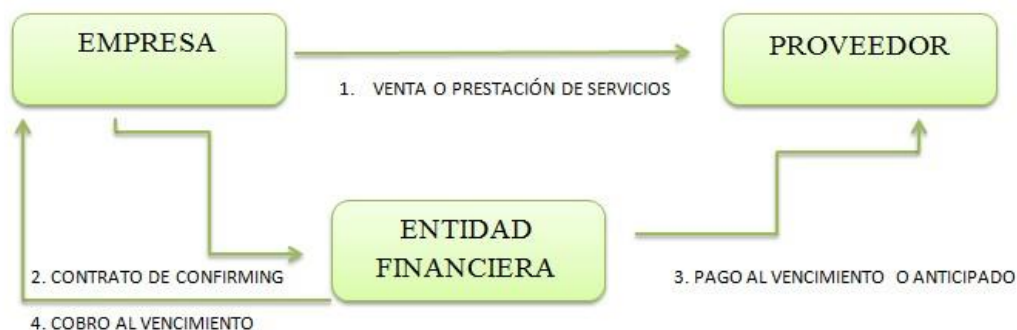 EMPRESA
PROVEEDOR
1. VENTA O PRESTACIÓN DE SERVICIOS
ENTIDAD
FINANCIERA
2. CONTRATO DE CONFIRMING
3. PAGO AL VENCIMIENTO O ANTICIPADO
4. COBRO AL VENCIMIENTO